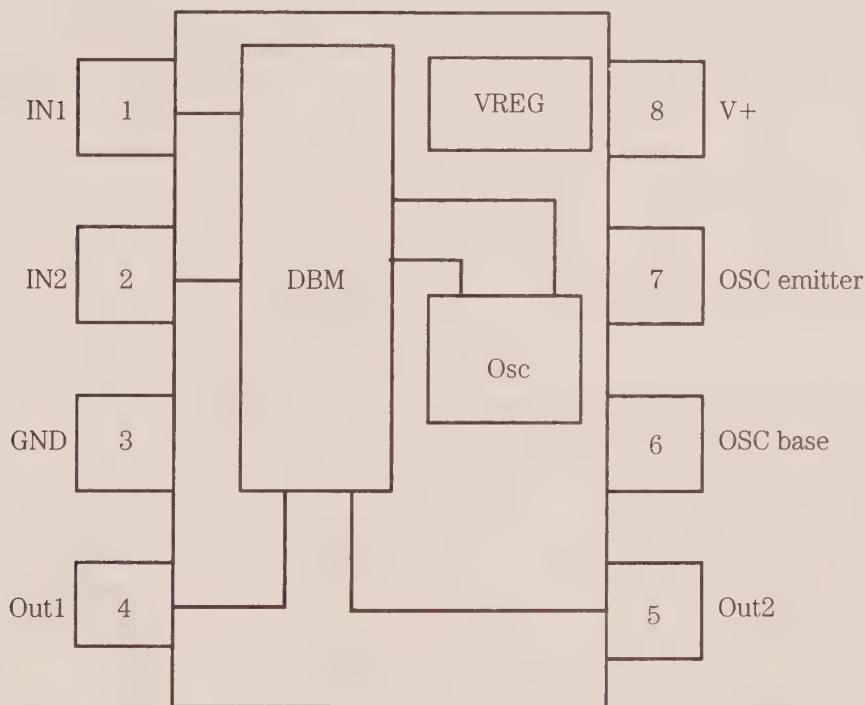 IN1
1
VREG
8
V+
IN2
2
DBM
7
OSC emitter
Osc
GND
3
6
OSC base
Out1
4
5
Out2